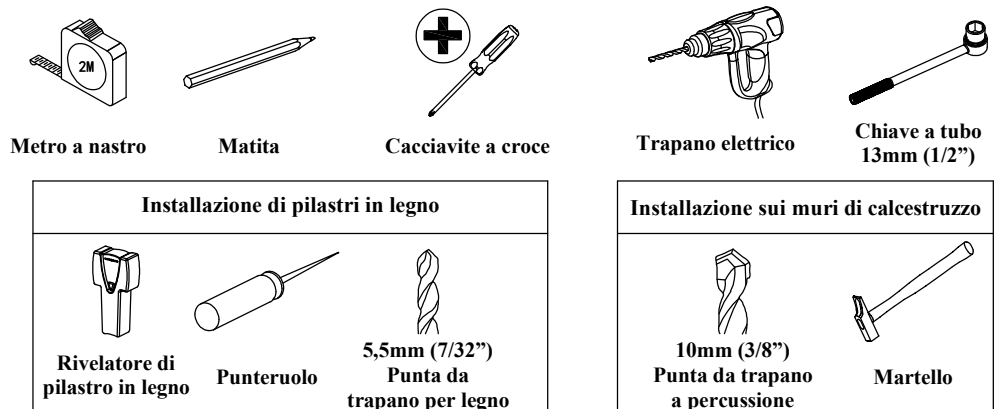 2M
Metro a nastro
Matita
Cacciavite a croce
Trapano elettrico
Chiave a tubo
13mm (1/2”)
Installazione di pilastri in legno
Rivelatore di
pilastro in legno
Punteruolo
5,5mm (7/32”)
Punta da
trapano per legno
Installazione sui muri di calcestruzzo
10mm (3/8”)
Punta da trapano
a percussione
Martello